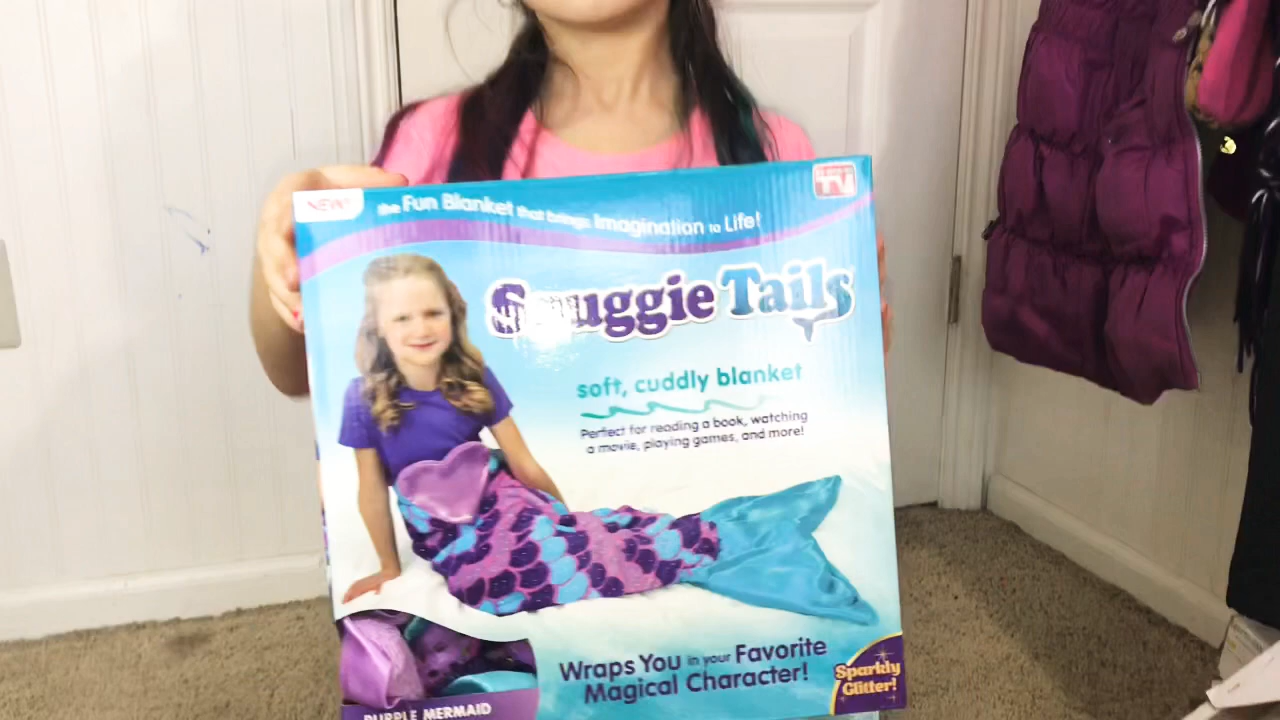 NEW!
the Fun Blanket that brings Imagination to Life!
TV
Snuggie Tails
soft, cuddly blanket
Perfect for reading a book, watching
a movie, playing games, and more!
Wraps You in your Favorite
Magical Character!
Sparkly
Glitter!
PURPLE MERMAID